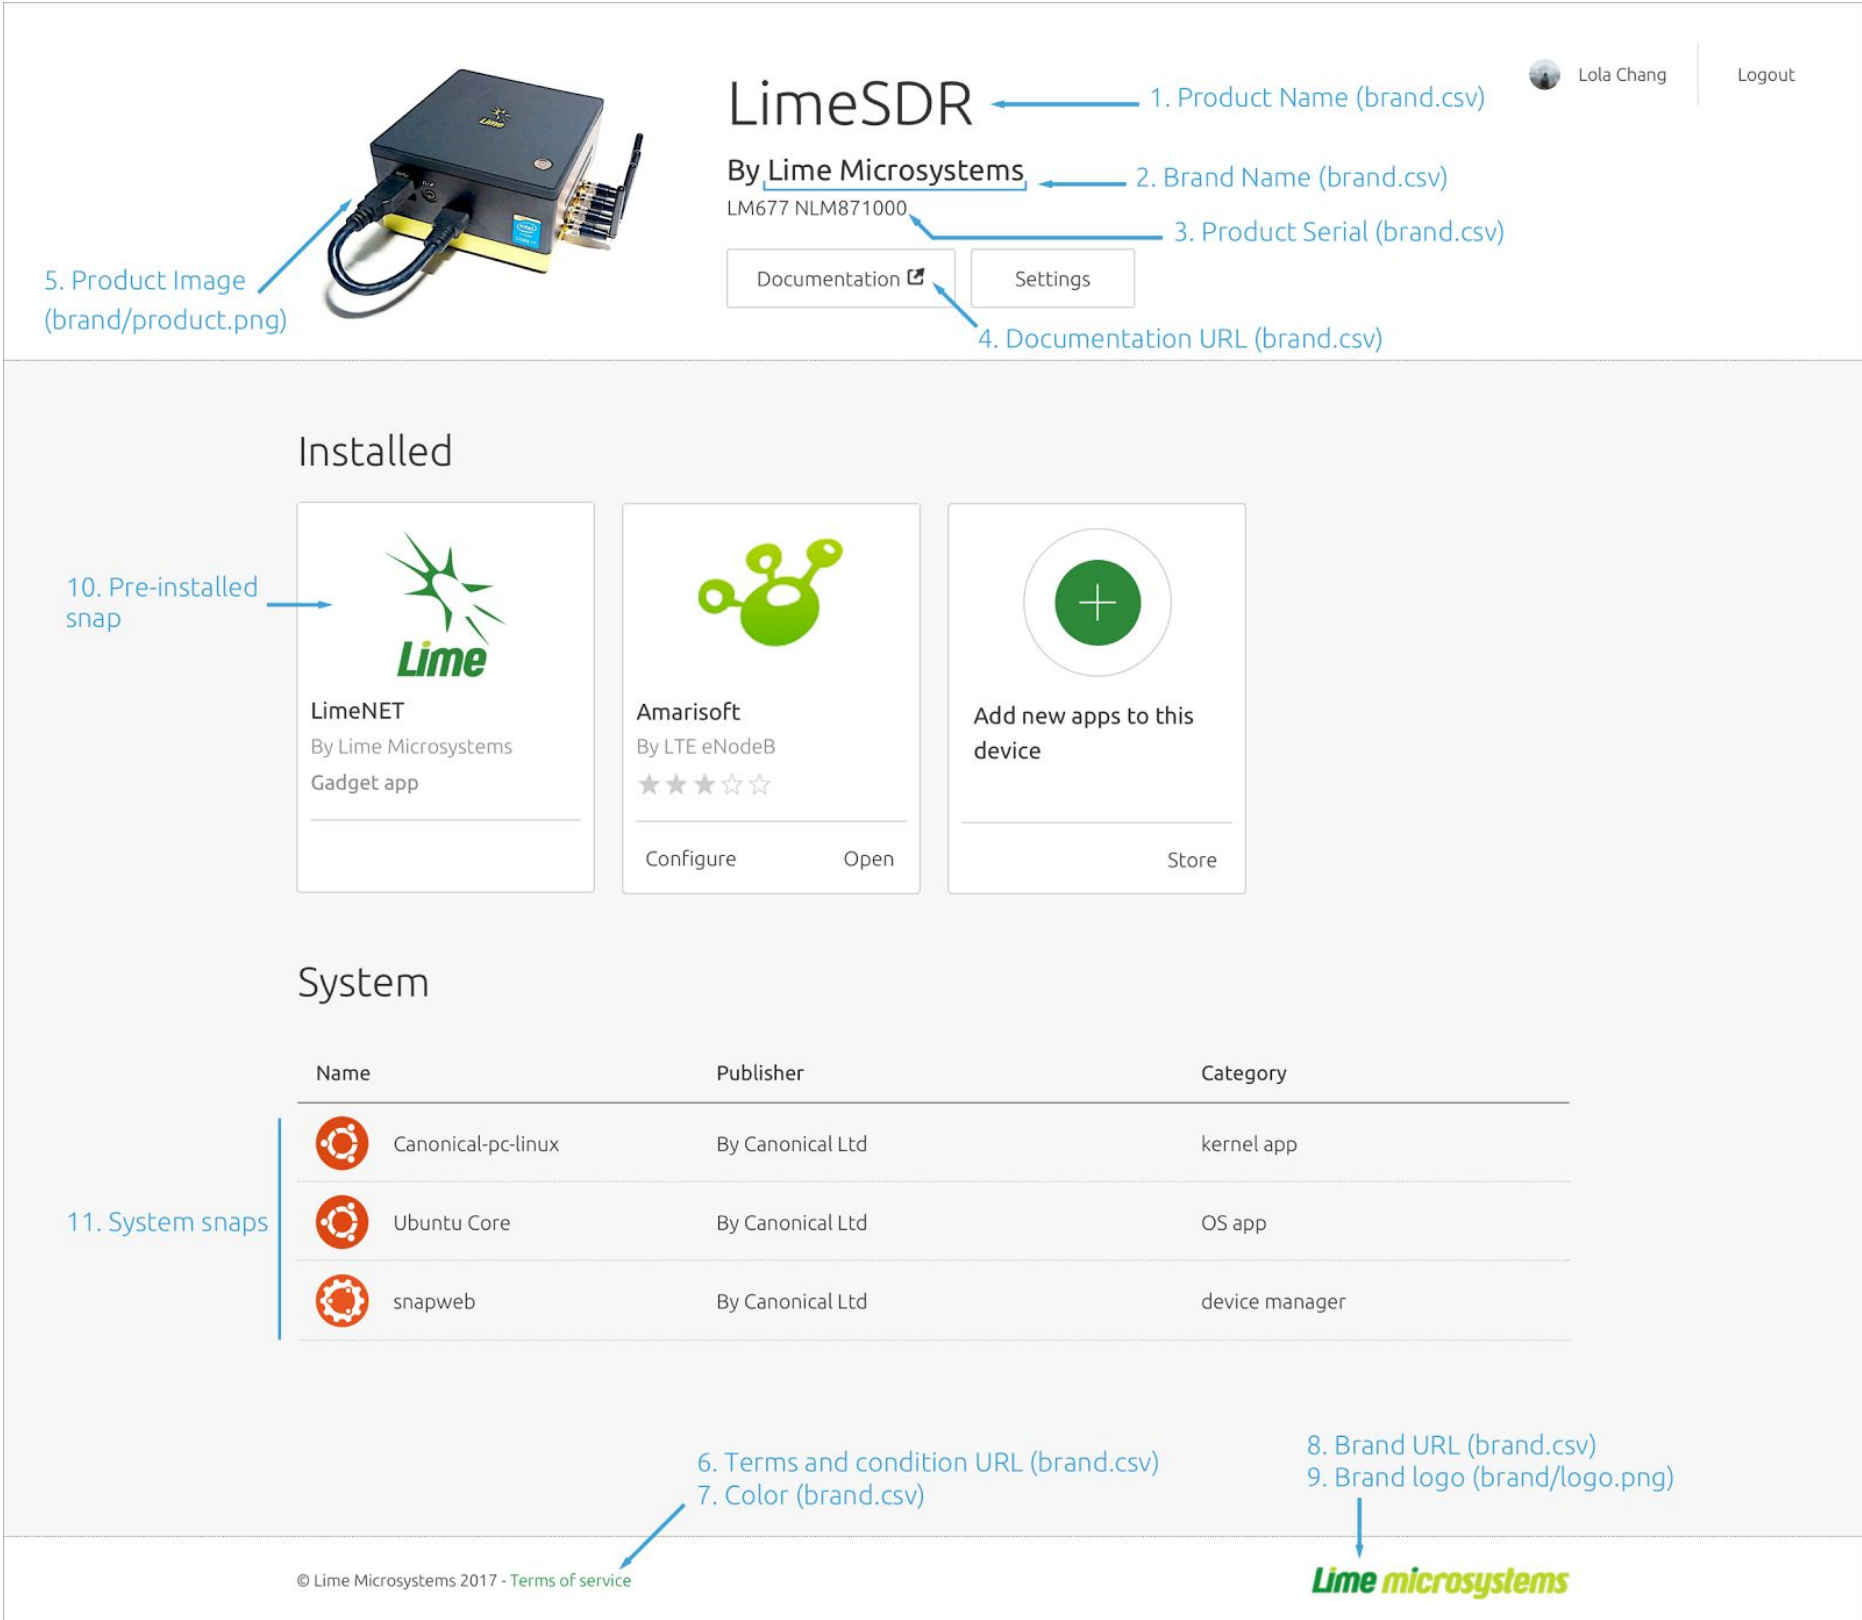 Lola Chang
Logout
LimeSDR
1. Product Name (brand.csv)
By Lime Microsystems
2. Brand Name (brand.csv)
LM677 NLM871000
3. Product Serial (brand.csv)
Documentation
Settings
4. Documentation URL (brand.csv)
Lime
5. Product Image
(brand/product.png)
Installed
10. Pre-installed
snap
Lime
LimeNET
By Lime Microsystems
Gadget app
Amarisoft
By LTE eNodeB
Configure
Open
Add new apps to this
device
Store
System
Name
Publisher
Category
Canonical-pc-linux
By Canonical Ltd
kernel app
11. System snaps
Ubuntu Core
By Canonical Ltd
OS app
snapweb
By Canonical Ltd
device manager
6. Terms and condition URL (brand.csv)
7. Color (brand.csv)
8. Brand URL (brand.csv)
9. Brand logo (brand/logo.png)
© Lime Microsystems 2017 - Terms of service
Lime microsystems